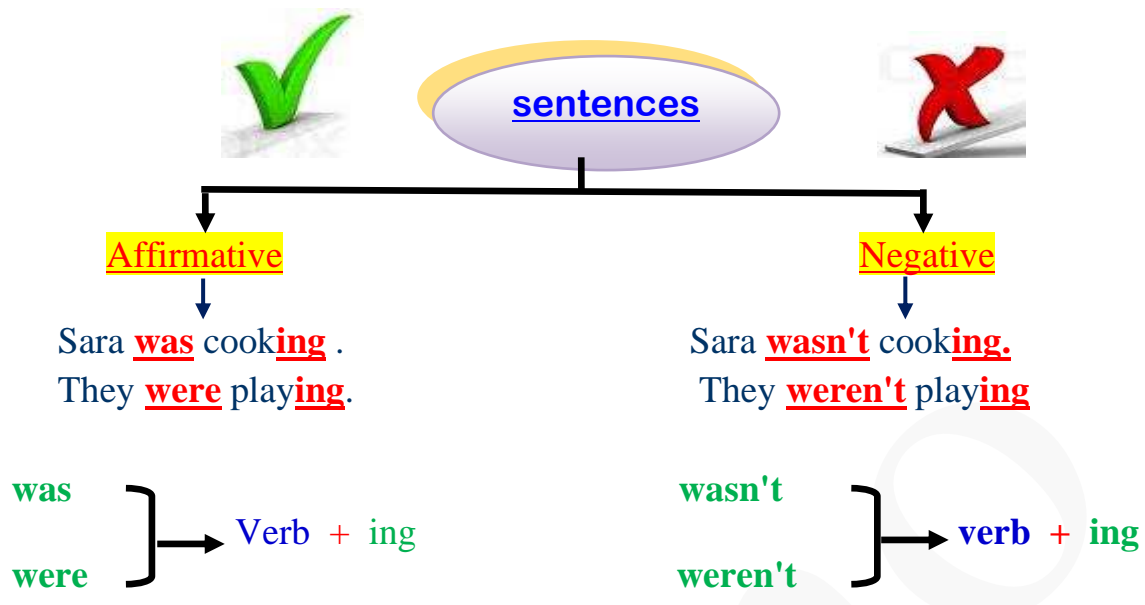 sentences
Affirmative
Negative
Sara was cooking .
They were playing.
Sara wasn't cooking.
They weren't playing
was
were
Verb + ing
wasn't
weren't
verb + ing